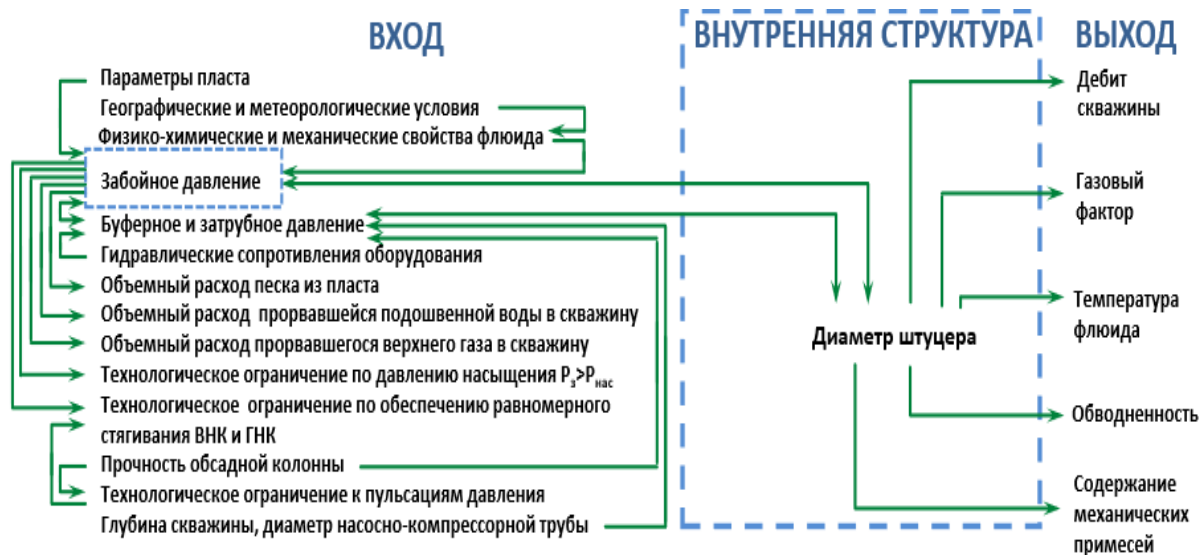 ВХОД
Параметры пласта
Географические и метеорологические условия
Физико-химические и механические свойства флюида
Забойное давление
Буферное и затрубное давление
Гидравлические сопротивления оборудования
Объемный расход песка из пласта
Объемный расход прорвавшейся подошвенной воды в скважину
Объемный расход прорвавшегося верхнего газа в скважину
Технологическое ограничение по давлению насыщения Pз>Pнас
Технологическое ограничение по обеспечению равномерного
стягивания ВНК и ГНК
Прочность обсадной колонны
Технологическое ограничение к пульсациям давления
Глубина скважины, диаметр насосно-компрессорной трубы
ВНУТРЕННЯЯ СТРУКТУРА
Диаметр штуцера
ВЫХОД
Дебит
скважины
Газовый
фактор
Температура
флюида
Обводненность
Содержание
механических
примесей